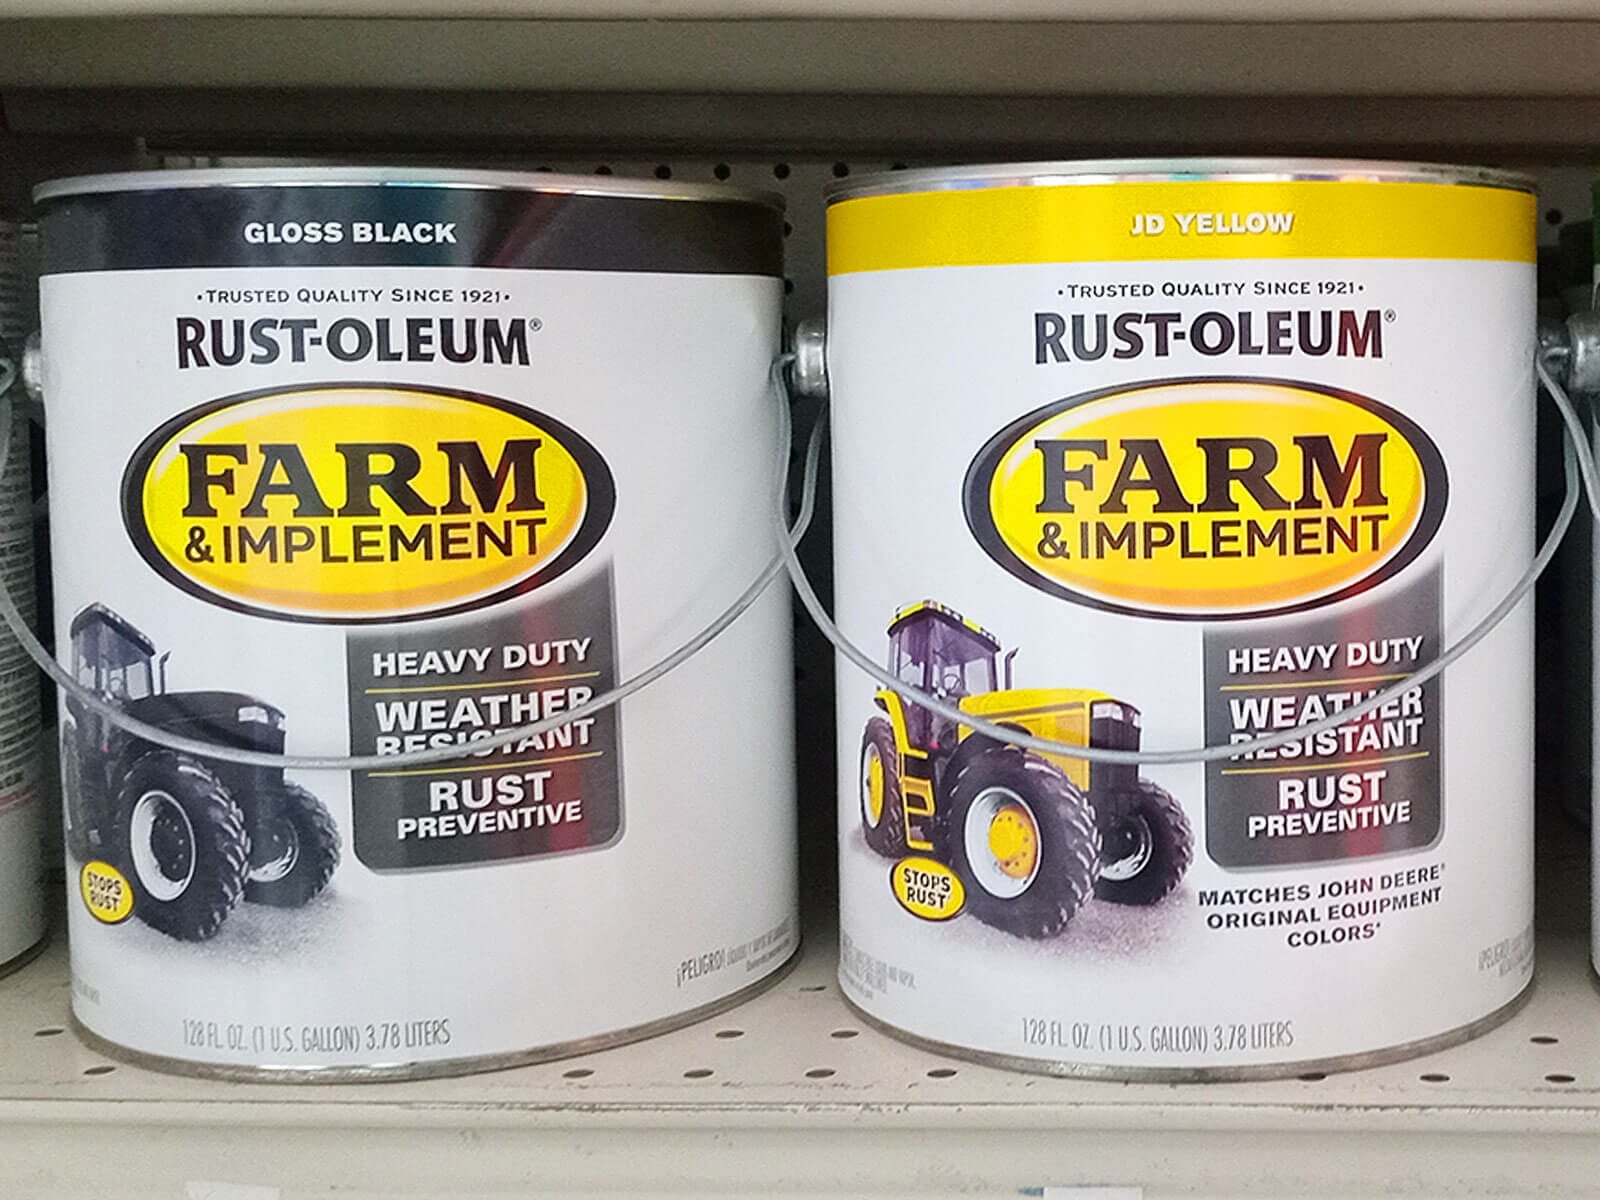 GLOSS BLACK
·TRUSTED QUALITY SINCE 1921·
RUST-OLEUM®
FARM
& IMPLEMENT
HEAVY DUTY
WEATHER
RESISTANT
RUST
PREVENTIVE
STOPS
RUST
¡PELIGRO!
128 FL. OZ. (1 U.S. GALLON) 3.78 LITERS
JD YELLOW
·TRUSTED QUALITY SINCE 1921·
RUST-OLEUM®
FARM
& IMPLEMENT
HEAVY DUTY
WEATHER
RESISTANT
RUST
PREVENTIVE
STOPS
RUST
MATCHES JOHN DEERE*
ORIGINAL EQUIPMENT
COLORS*
128 FL. OZ. (1 U.S. GALLON) 3.78 LITERS